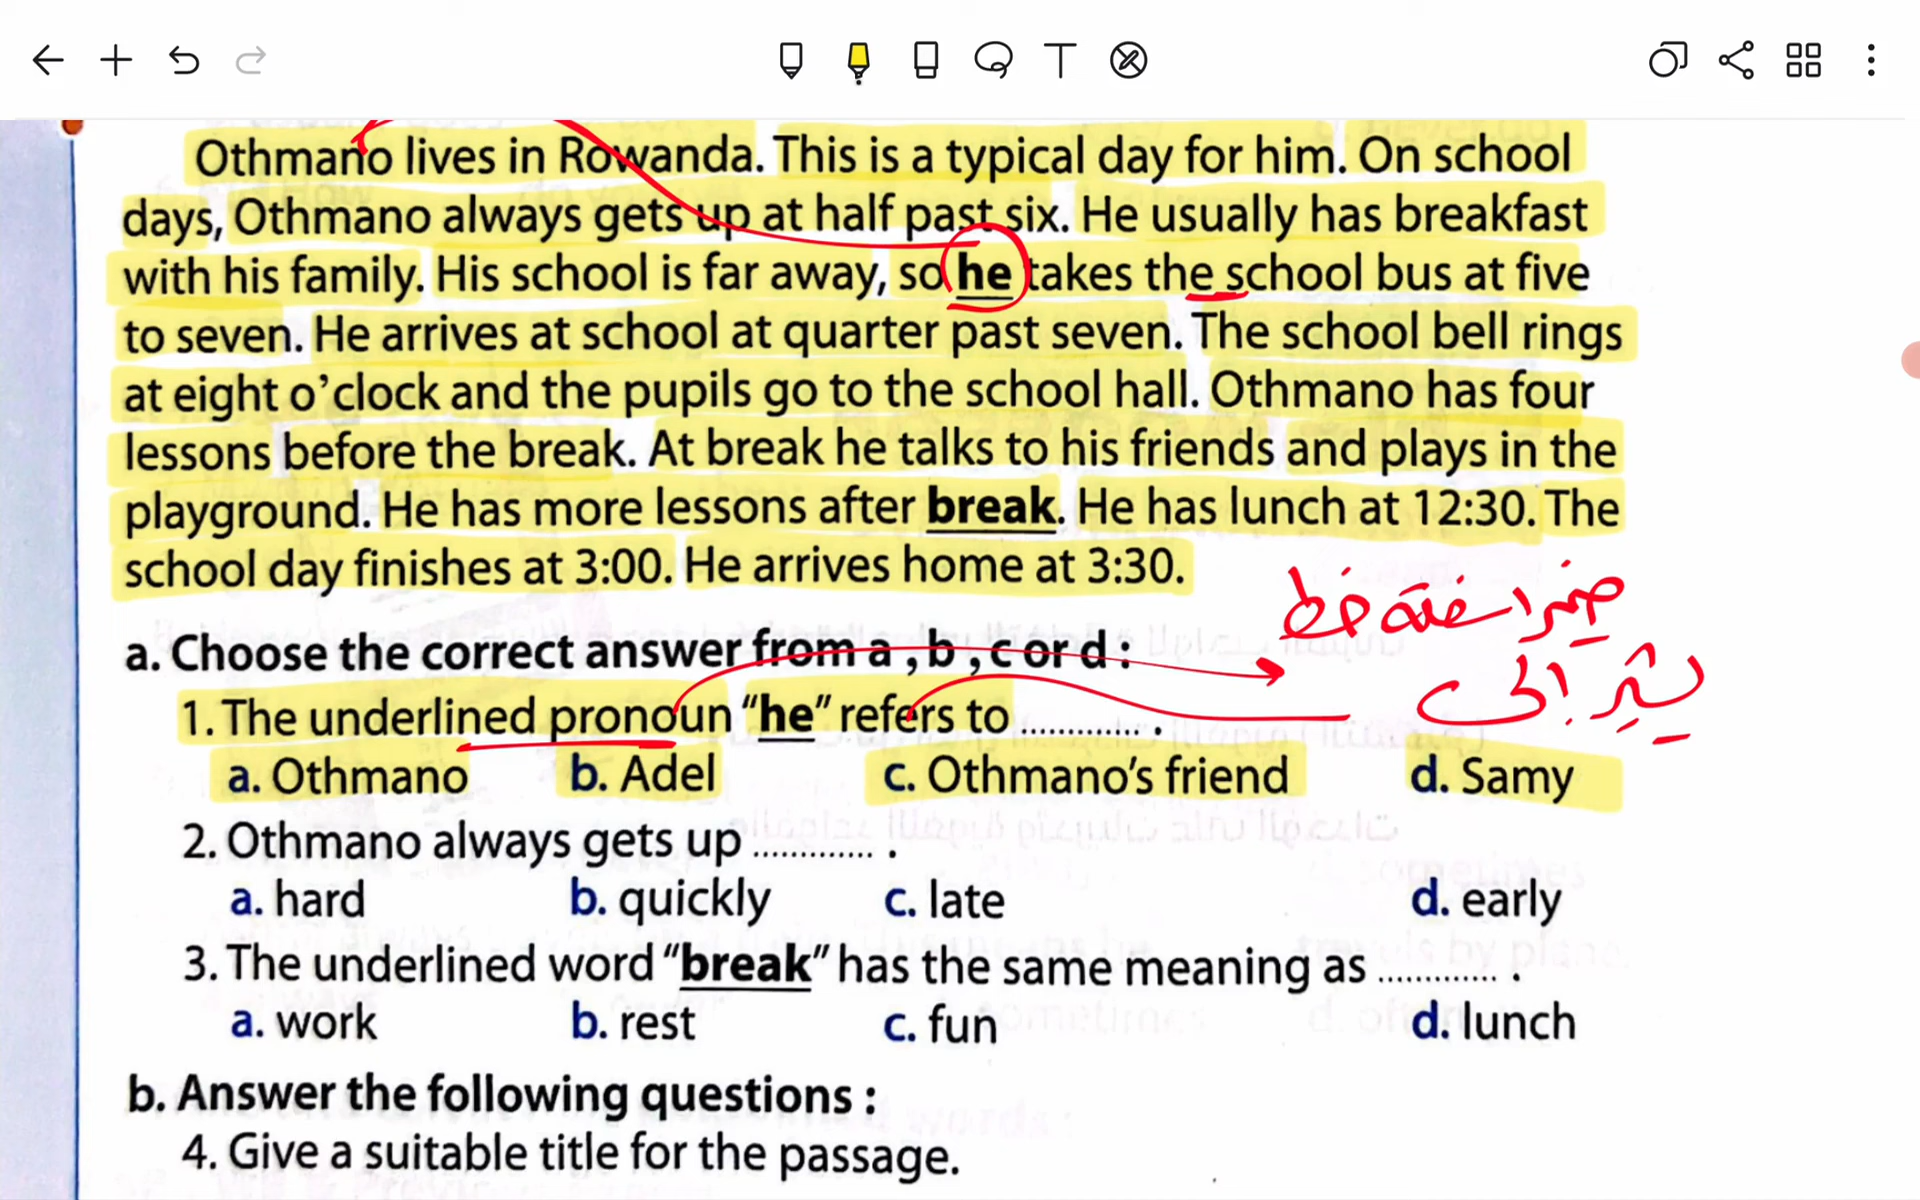 Othmano lives in Rowanda. This is a typical day for him. On school
days, Othmano always gets up at half past six. He usually has breakfast
with his family. His school is far away, so he takes the school bus at five
to seven. He arrives at school at quarter past seven. The school bell rings
at eight o'clock and the pupils go to the school hall. Othmano has four
lessons before the break. At break he talks to his friends and plays in the
playground. He has more lessons after break. He has lunch at 12:30. The
school day finishes at 3:00. He arrives home at 3:30.
a. Choose the correct answer from a , b , c or d :
1. The underlined pronoun "he" refers to ............. .
a. Othmano b. Adel c. Othmano's friend d. Samy
2. Othmano always gets up ............. .
a. hard b. quickly c. late d. early
3. The underlined word "break" has the same meaning as ............. .
a. work b. rest c. fun d. lunch
b. Answer the following questions :
4. Give a suitable title for the passage.
يشير الى